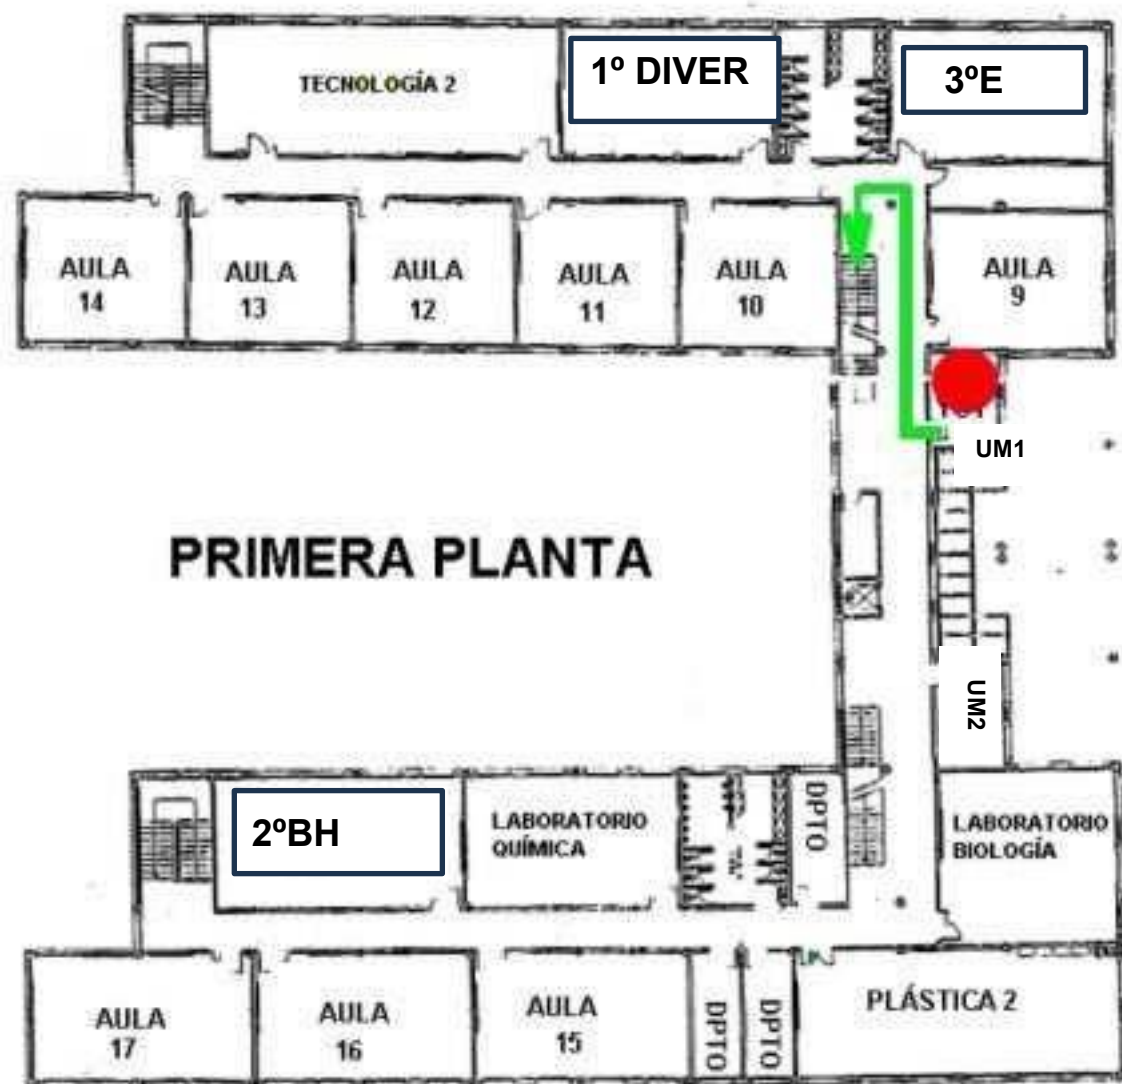 TECNOLOGÍA 2
1º DIVER
3ºE
AULA
14
AULA
13
AULA
12
AULA
11
AULA
10
AULA
9
UM1
PRIMERA PLANTA
UM2
2ºBH
LABORATORIO
QUÍMICA
DPTO
LABORATORIO
BIOLOGÍA
AULA
17
AULA
16
AULA
15
DPTO
DPTO
PLÁSTICA 2